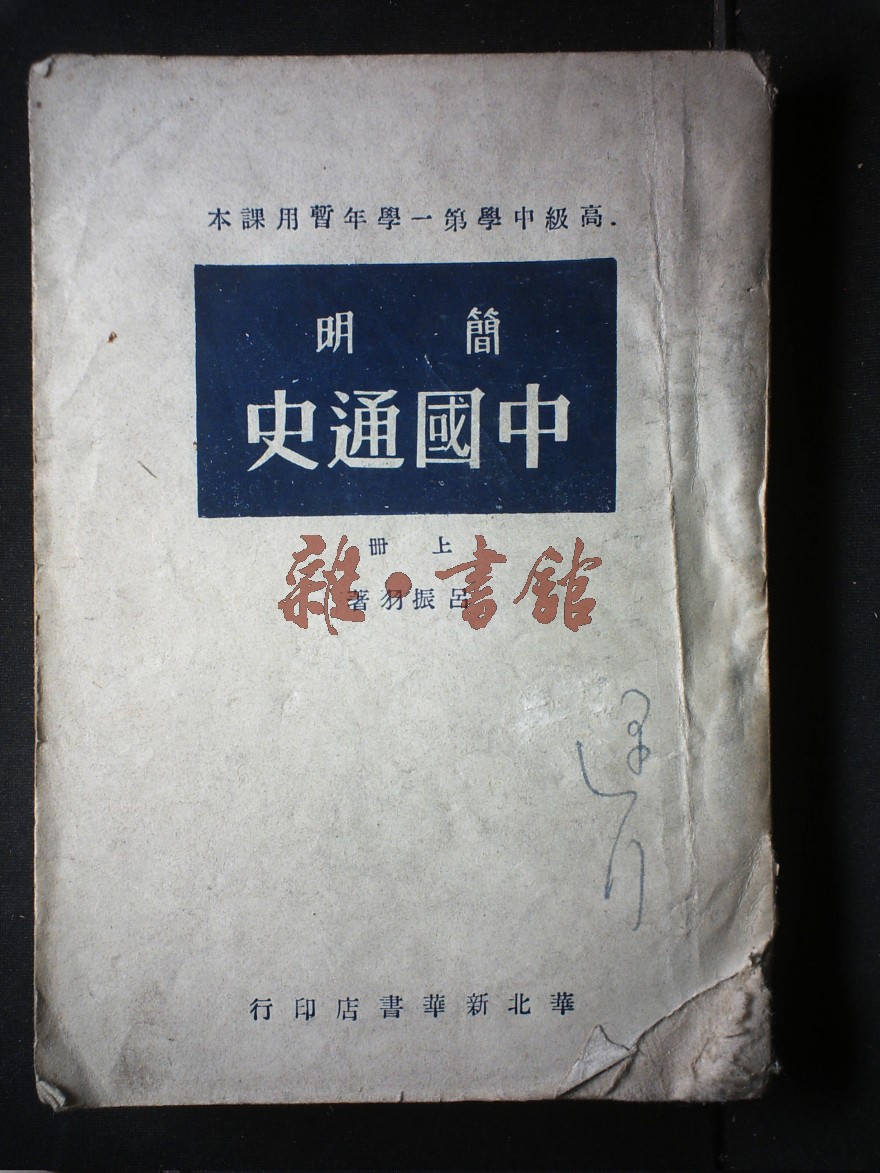 高級中學第一學年暫用課本
簡明
中國通史
上冊
呂振羽著
雜·書館
華北新華書店印行